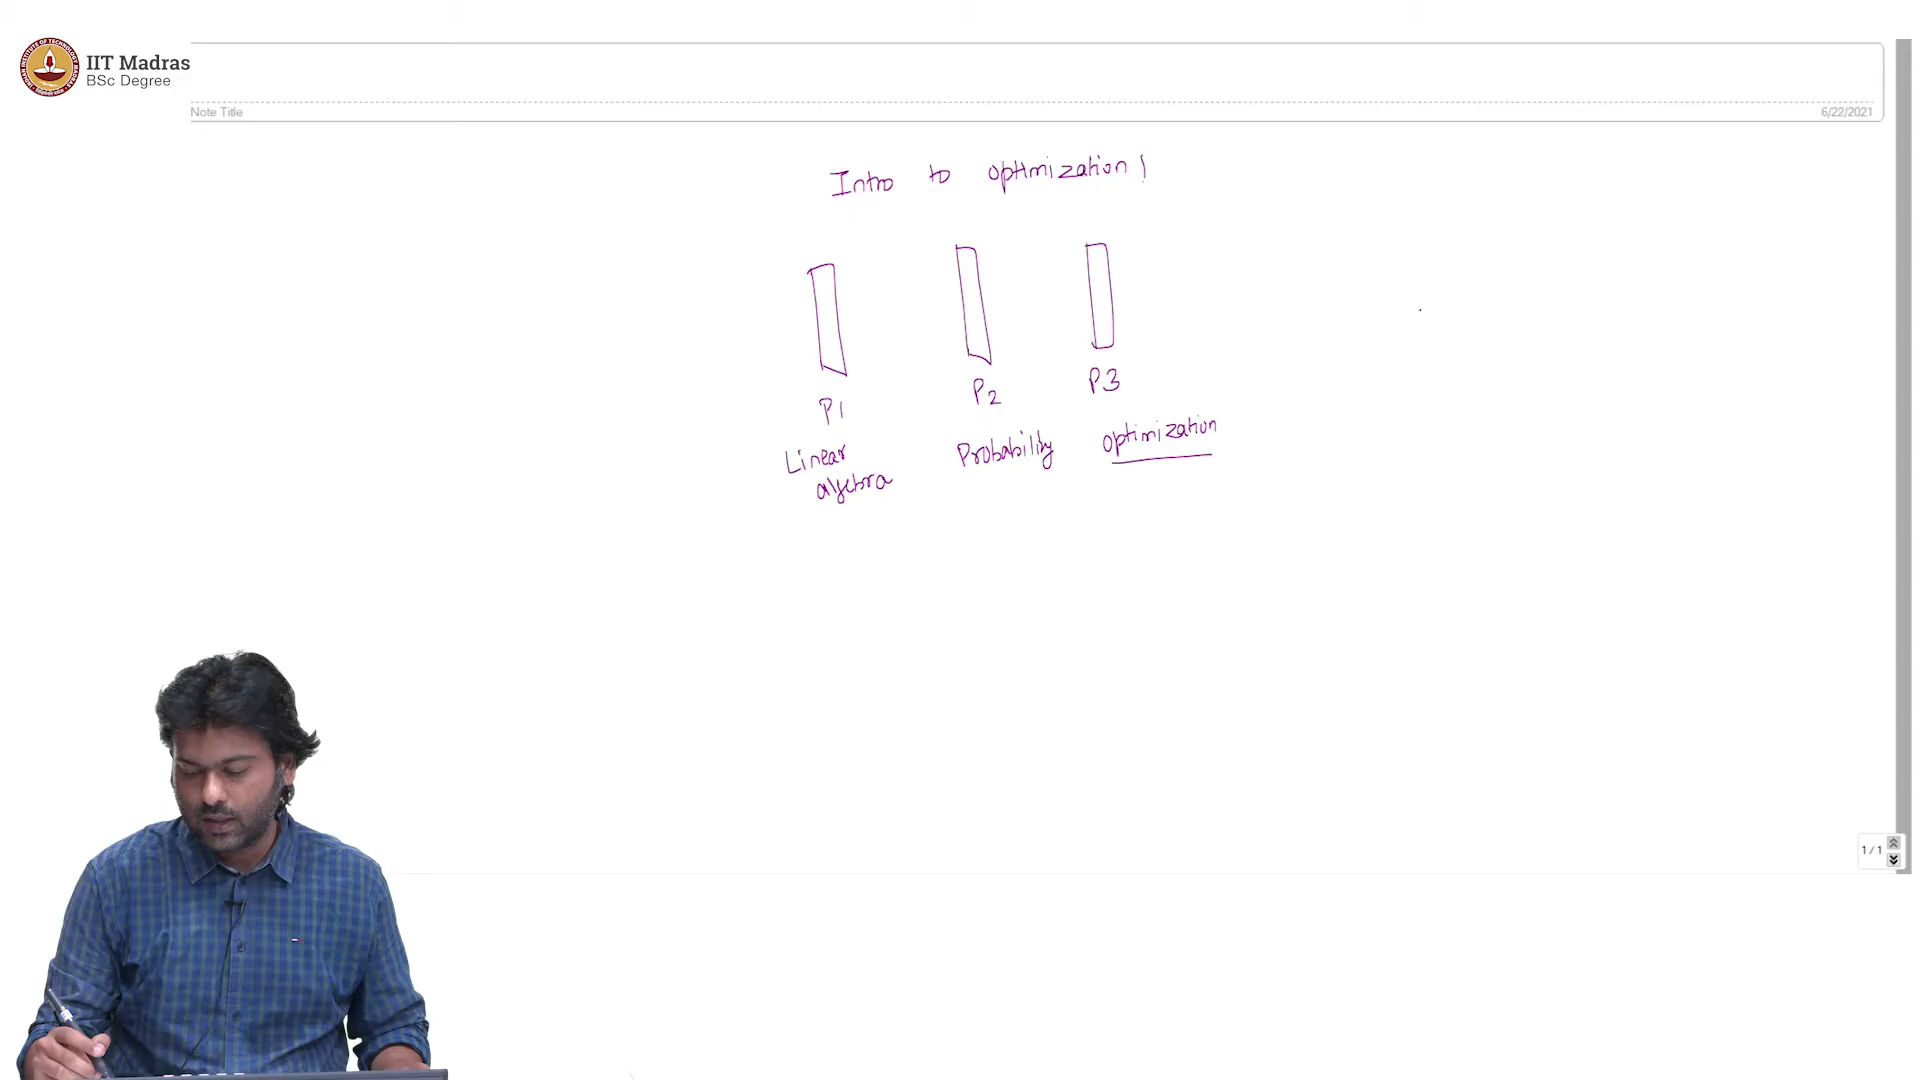 IIT Madras
BSc Degree
Note Title
6/22/2021
Intro to optimization!
P1
P2
P3
Linear
algebra
Probability
optimization
1 / 1